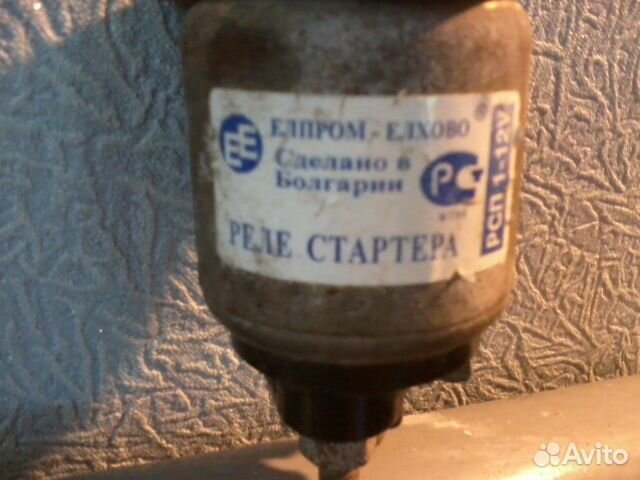 ЕЛПРОМ - ЕЛХОВО ®
Сделано в
Болгарии
РЕЛЕ СТАРТЕРА
РСП 1-12V
Avito